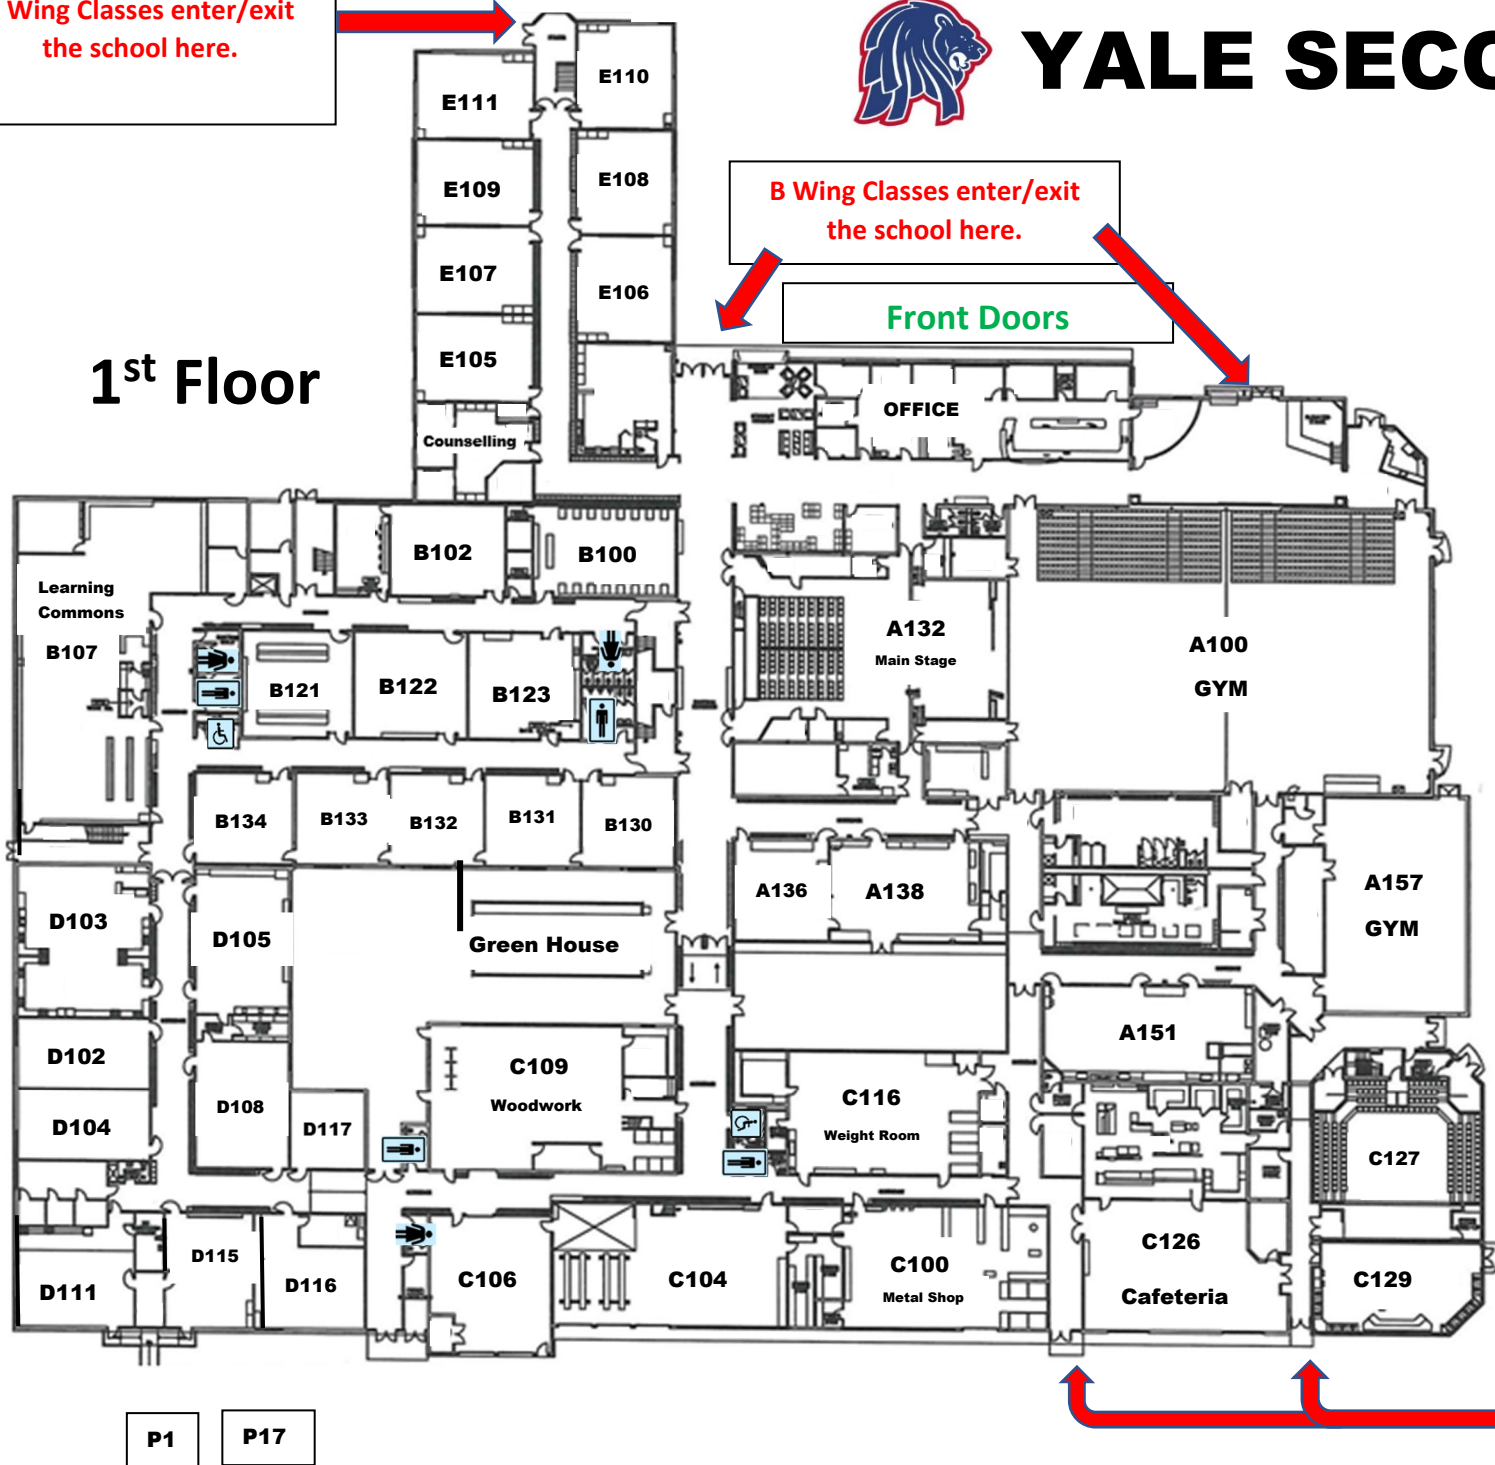 Wing Classes enter/exit
the school here.
YALE SECO
B Wing Classes enter/exit
the school here.
Front Doors
1st Floor
E111
E110
E109
E108
E107
E106
E105
Counselling
OFFICE
Learning
Commons
B107
B102
B100
B121
B122
B123
A132
Main Stage
A100
GYM
B134
B133
B132
B131
B130
A136
A138
A157
GYM
D103
D105
Green House
D102
D104
D108
D117
C109
Woodwork
A151
C116
Weight Room
C127
D111
D115
D116
C106
C104
C100
Metal Shop
C126
Cafeteria
C129
P1
P17